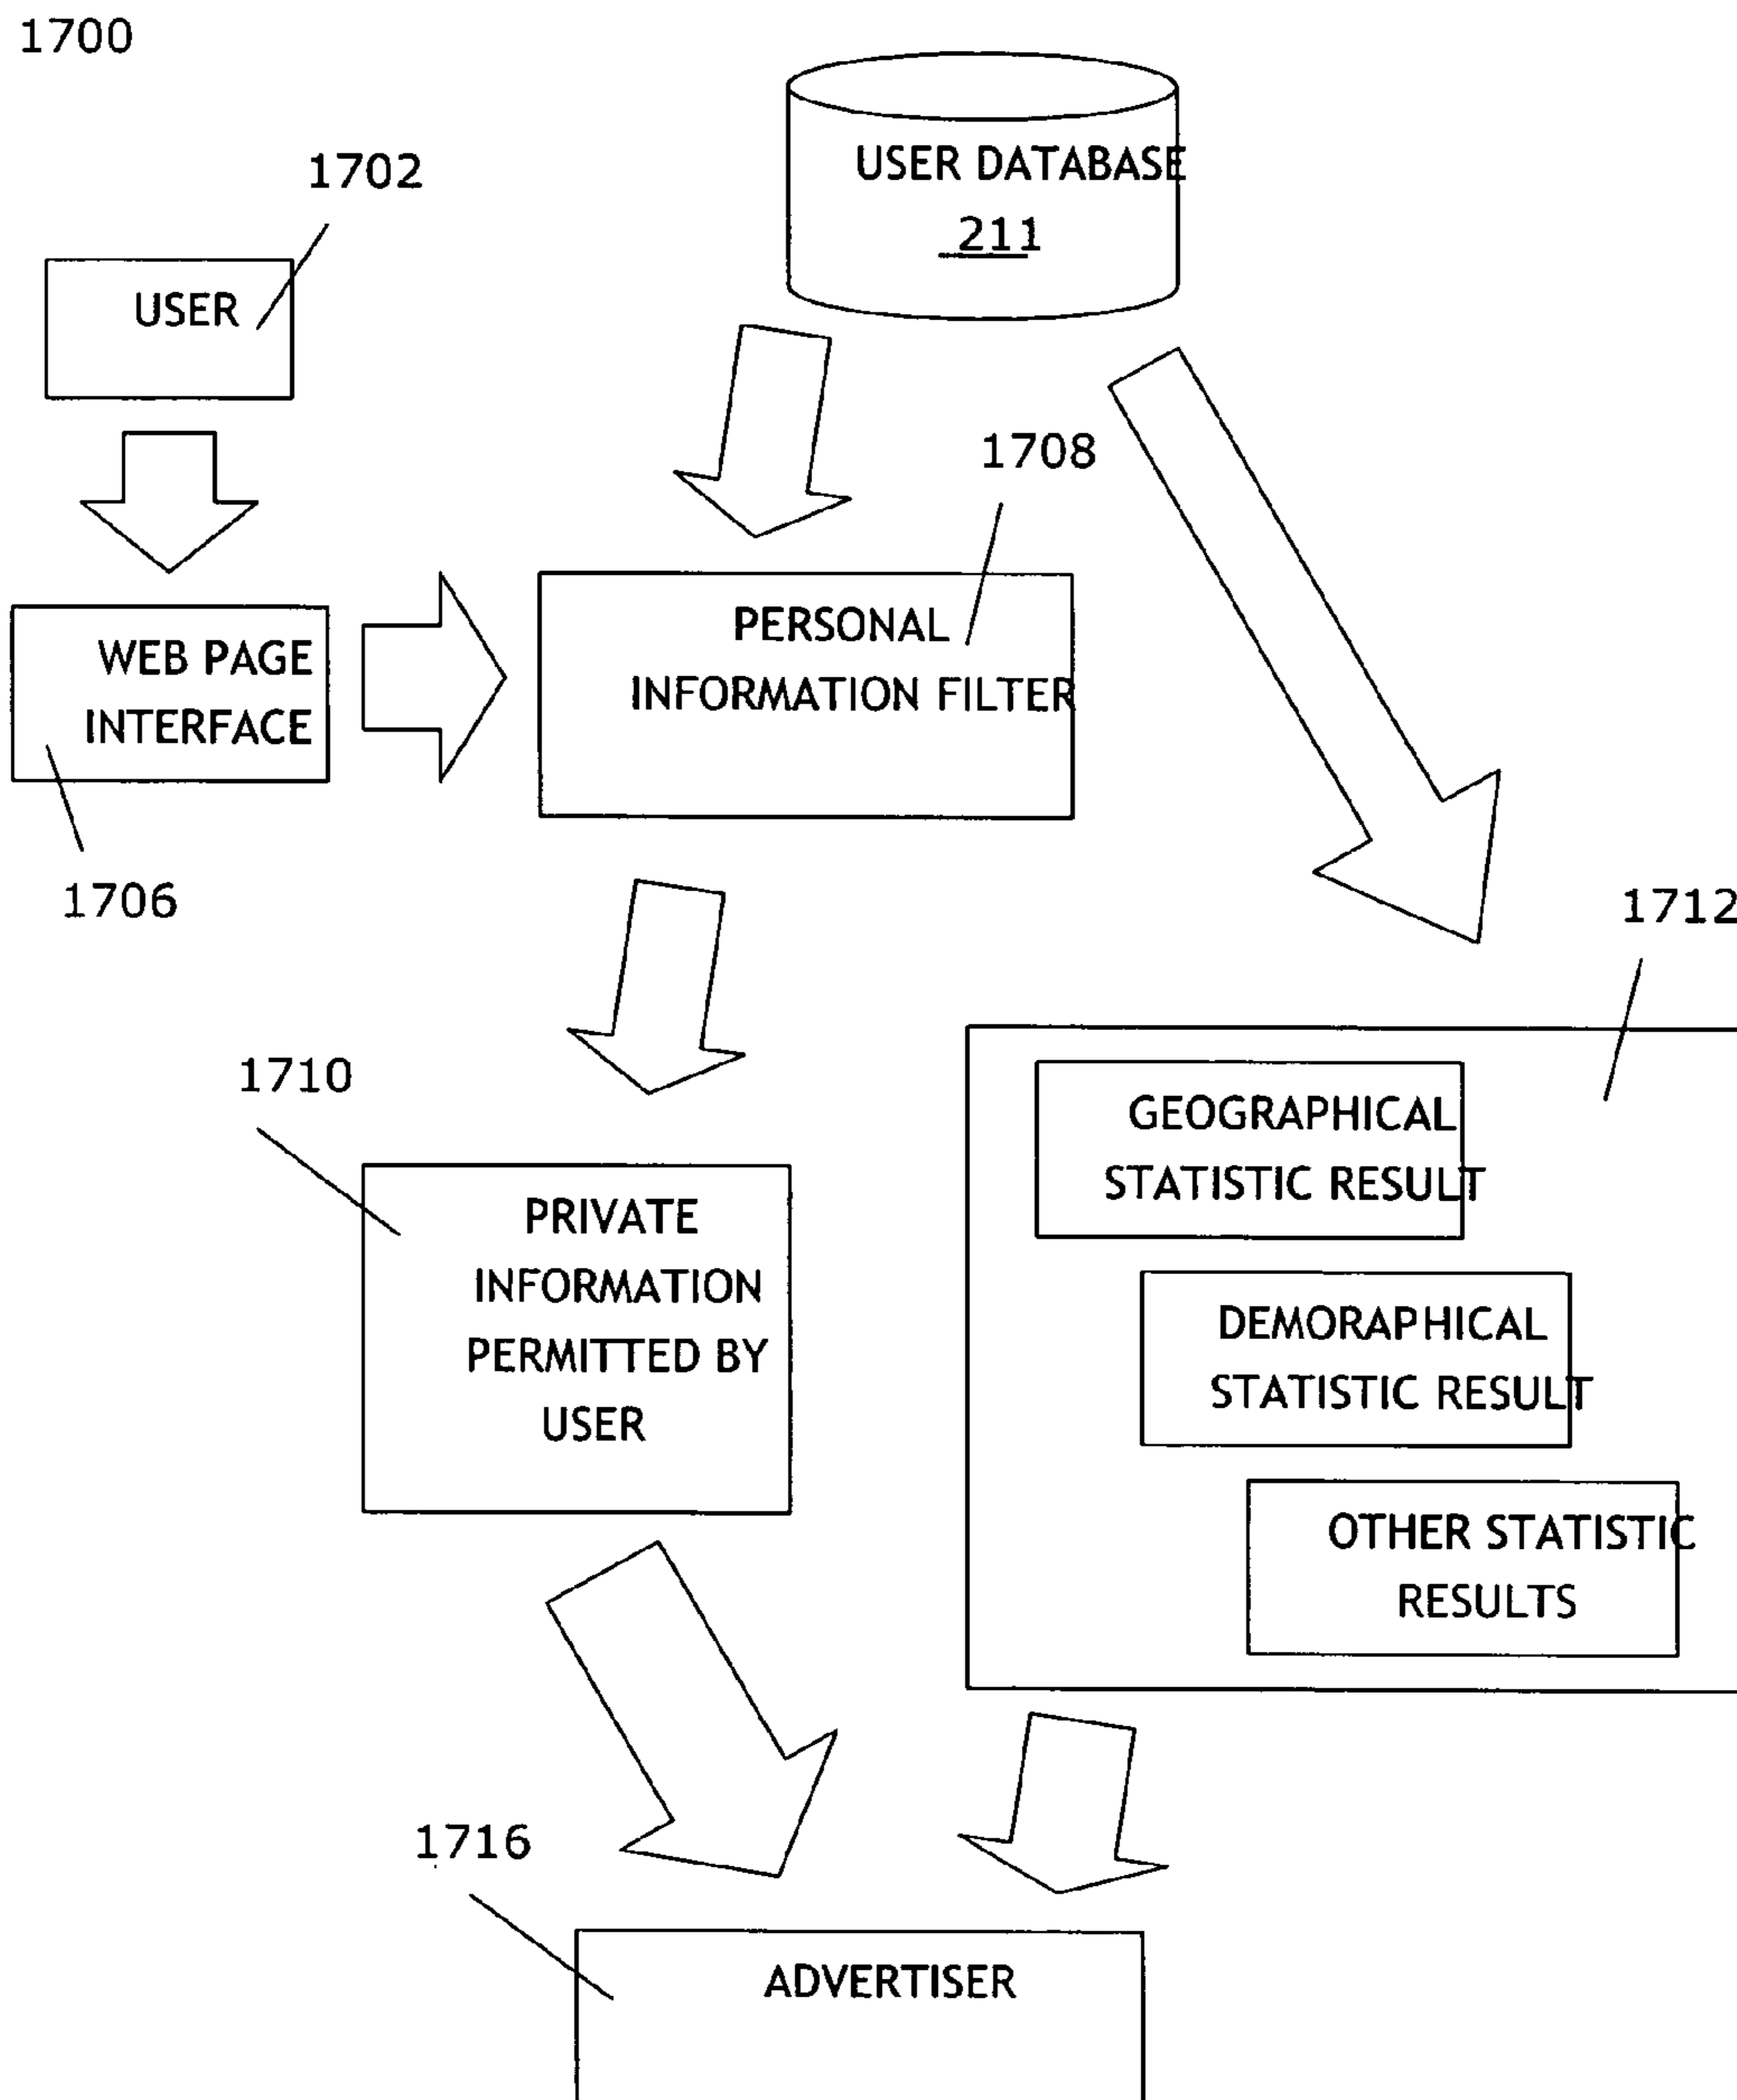 1700
USER DATABASE
211
1702
USER
1708
PERSONAL
INFORMATION FILTER
WEB PAGE
INTERFACE
1706
1712
1710
GEOGRAPHICAL
STATISTIC RESULT
PRIVATE
INFORMATION
PERMITTED BY
USER
DEMORAPHICAL
STATISTIC RESULT
OTHER STATISTIC
RESULTS
1716
ADVERTISER